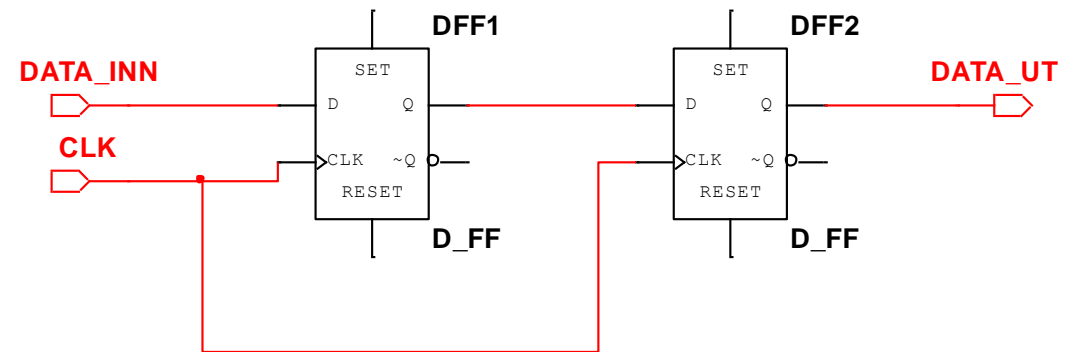 DFF1
DFF2
DATA_INN
SET
SET
DATA_UT
D Q
D Q
CLK
CLK ~Q
CLK ~Q
RESET
RESET
D_FF
D_FF